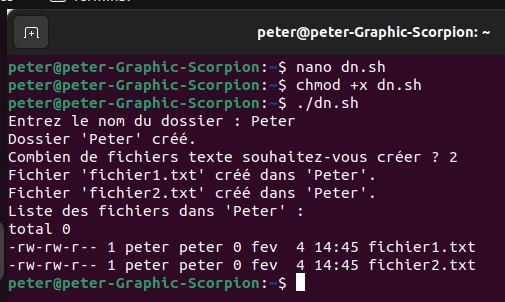 peter@peter-Graphic-Scorpion: ~
peter@peter-Graphic-Scorpion:~$ nano dn.sh
peter@peter-Graphic-Scorpion:~$ chmod +x dn.sh
peter@peter-Graphic-Scorpion:~$ ./dn.sh
Entrez le nom du dossier : Peter
Dossier 'Peter' créé.
Combien de fichiers texte souhaitez-vous créer ? 2
Fichier 'fichier1.txt' créé dans 'Peter'.
Fichier 'fichier2.txt' créé dans 'Peter'.
Liste des fichiers dans 'Peter' :
total 0
-rw-rw-r-- 1 peter peter 0 fev  4 14:45 fichier1.txt
-rw-rw-r-- 1 peter peter 0 fev  4 14:45 fichier2.txt
peter@peter-Graphic-Scorpion:~$